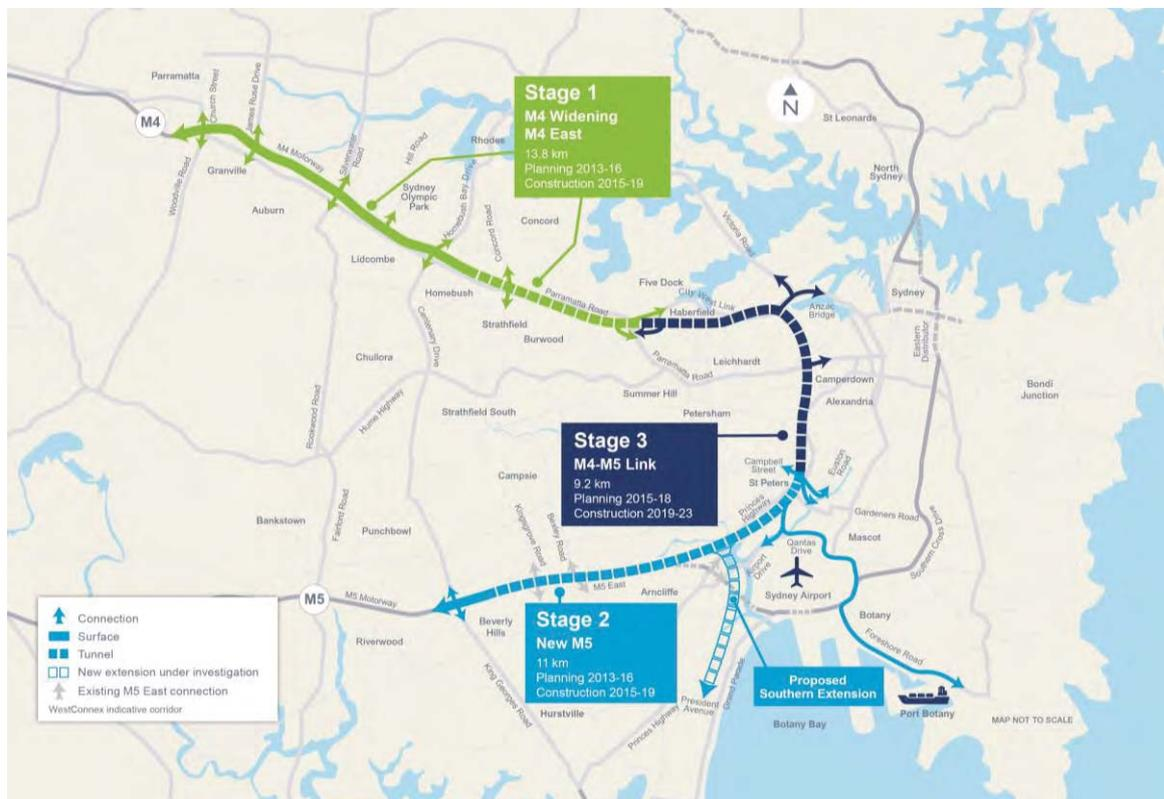 Parramatta
Church Street
James Ruse Drive
M4
Woodville Road
Granville
M4 Motorway
Silverwater
Road
Hill Road
Rhodes
Auburn
Sydney
Olympic
Park
Homebush Bay Drive
Lidcombe
Concord Road
Concord
Stage 1
M4 Widening
M4 East
13.8 km
Planning 2013-16
Construction 2015-19
N
St Leonards
North
Sydney
Victoria Road
Homebush
Parramatta Road
Five Dock
City West Link
Haberfield
Anzac
Bridge
Sydney
Eastern
Distributor
Strathfield
Burwood
Centenary Drive
Chullora
Parramatta Road
Leichhardt
Camperdown
Bondi
Junction
Rookwood Road
Hume Highway
Strathfield South
Summer Hill
Petersham
Alexandria
Stage 3
M4-M5 Link
9.2 km
Planning 2015-18
Construction 2019-23
Campbell
Street
Euston
Road
St Peters
Campsie
Princes
Highway
Gardeners Road
Bankstown
Fairford Road
Punchbowl
Kingsgrove Road
Bexley Road
Mascot
Qantas
Drive
Airport
Drive
Southern Cross
Drive
M5 East
Arncliffe
Sydney Airport
M5 Motorway
M5
Riverwood
Beverly
Hills
Stage 2
New M5
11 km
Planning 2013-16
Construction 2015-19
Botany
Foreshore Road
King Georges Road
Hurstville
President
Avenue
Grand Parade
Princes Highway
Proposed
Southern Extension
Botany Bay
Port Botany
MAP NOT TO SCALE
Connection
Surface
Tunnel
New extension under investigation
Existing M5 East connection
WestConnex indicative corridor